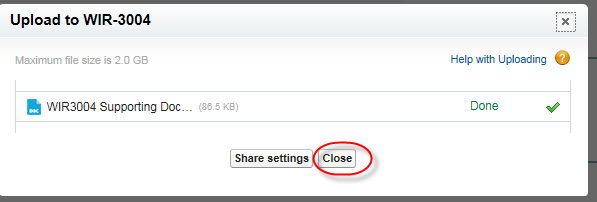 Upload to WIR-3004
Maximum file size is 2.0 GB
Help with Uploading ?
DOC WIR3004 Supporting Doc... (86.5 KB) Done
Share settings Close